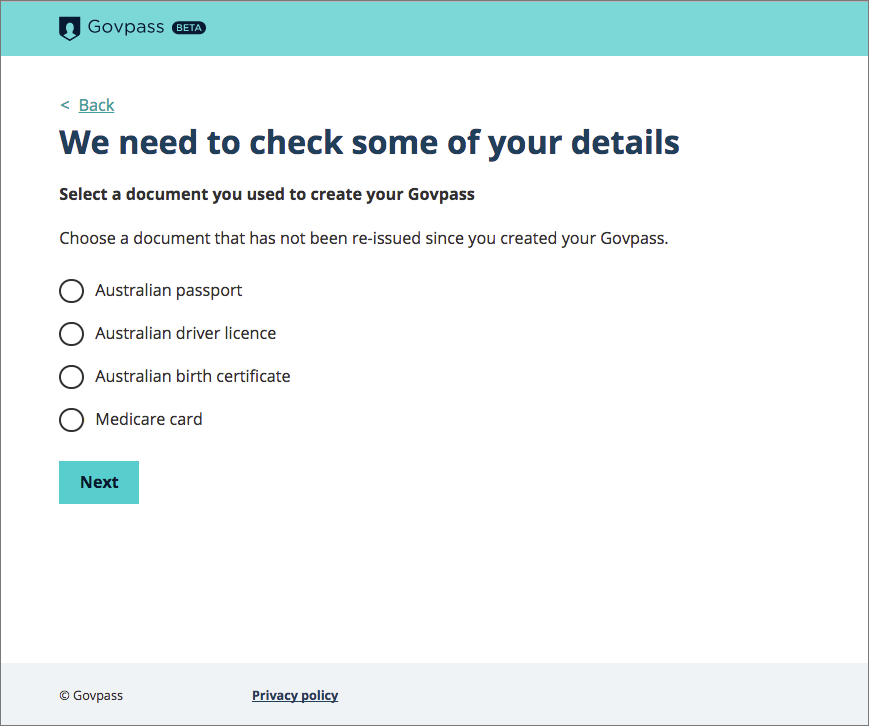 Govpass BETA
< Back
We need to check some of your details
Select a document you used to create your Govpass
Choose a document that has not been re-issued since you created your Govpass.
Australian passport
Australian driver licence
Australian birth certificate
Medicare card
Next
© Govpass Privacy policy